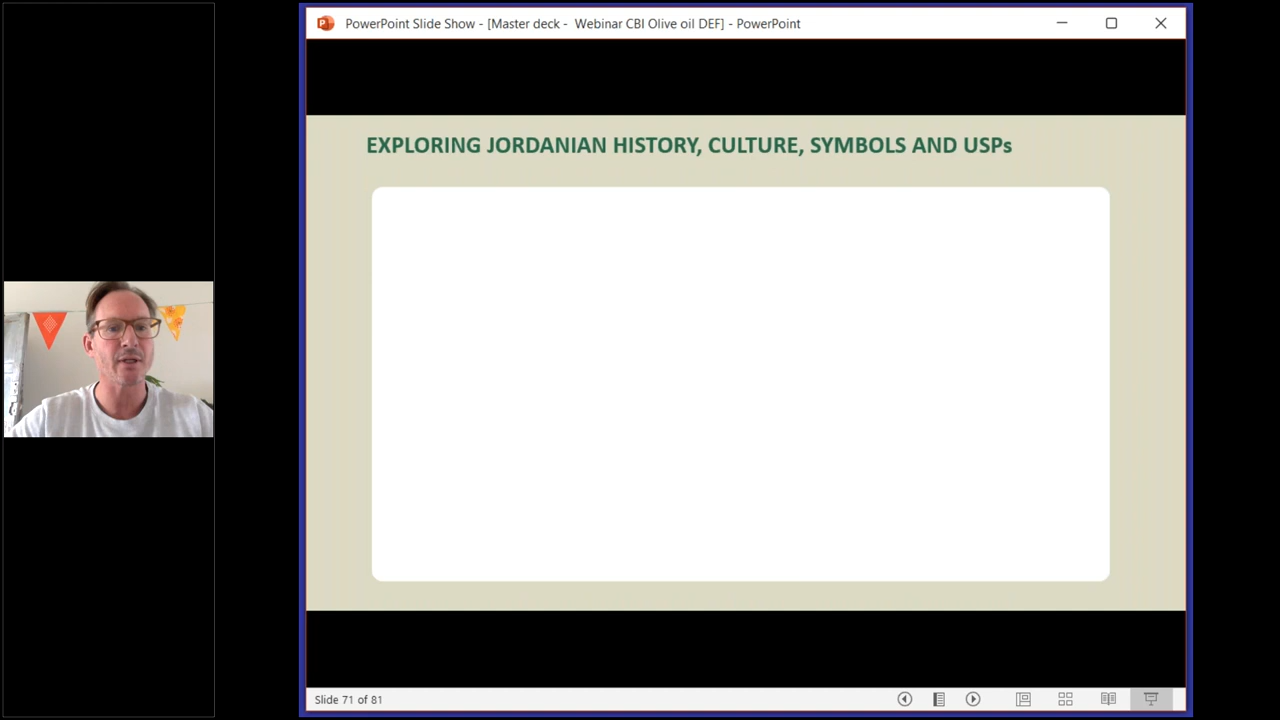 PowerPoint Slide Show - [Master deck -  Webinar CBI Olive oil DEF] - PowerPoint
EXPLORING JORDANIAN HISTORY, CULTURE, SYMBOLS AND USPs
Slide 71 of 81